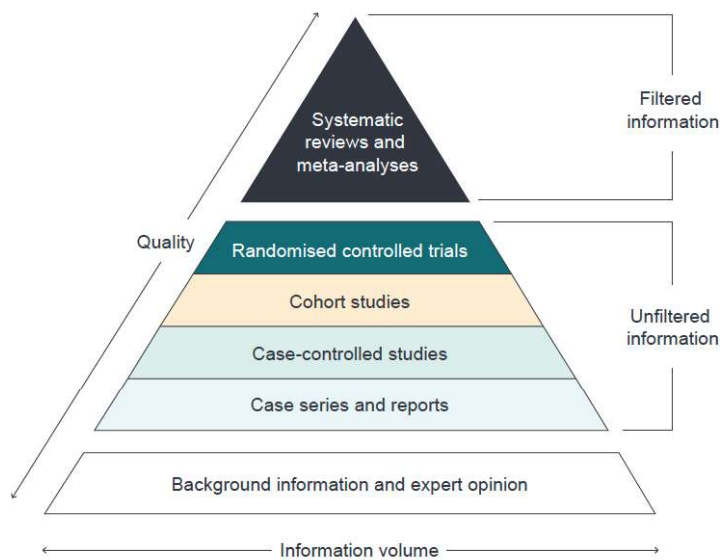 Systematic
reviews and
meta-analyses
Filtered
information
Quality
Randomised controlled trials
Cohort studies
Unfiltered
information
Case-controlled studies
Case series and reports
Background information and expert opinion
Information volume